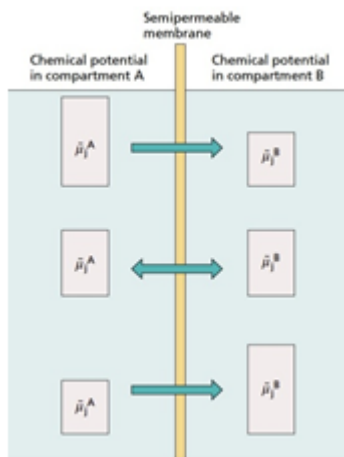 Semipermeable
membrane
Chemical potential
in compartment A
Chemical potential
in compartment B
μ̃ⱼᴬ
μ̃ⱼᴮ
μ̃ⱼᴬ
μ̃ⱼᴮ
μ̃ⱼᴬ
μ̃ⱼᴮ